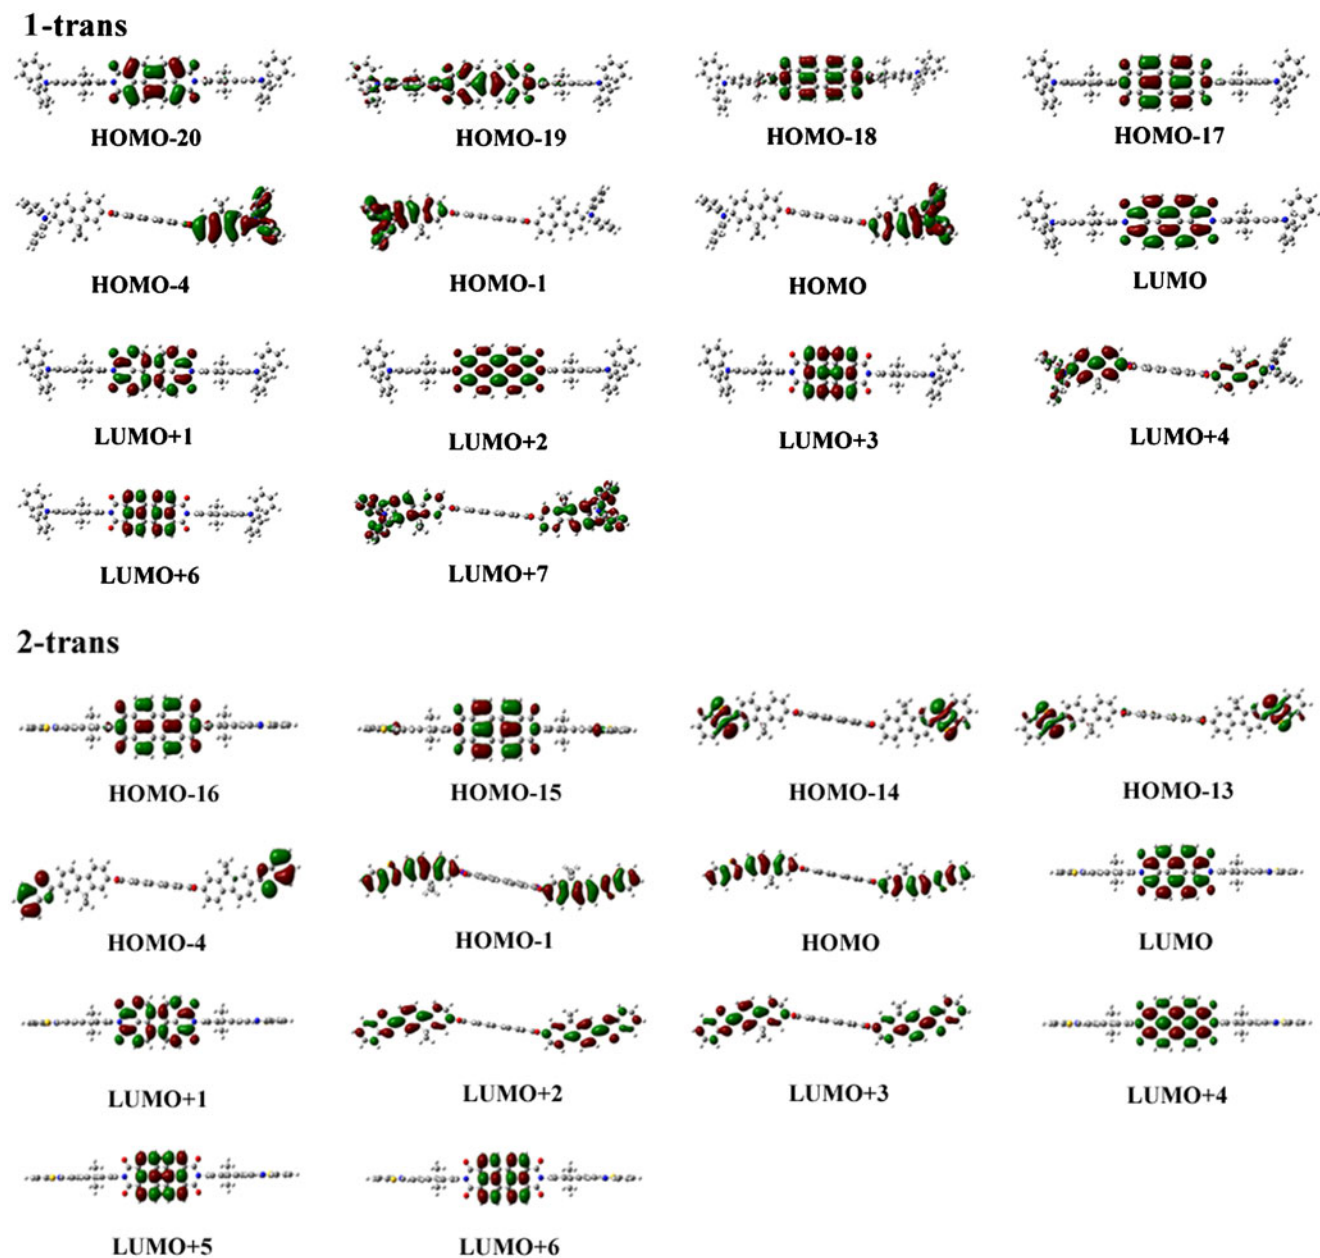 1-trans
HOMO-20 HOMO-19 HOMO-18 HOMO-17
HOMO-4 HOMO-1 HOMO LUMO
LUMO+1 LUMO+2 LUMO+3 LUMO+4
LUMO+6 LUMO+7
2-trans
HOMO-16 HOMO-15 HOMO-14 HOMO-13
HOMO-4 HOMO-1 HOMO LUMO
LUMO+1 LUMO+2 LUMO+3 LUMO+4
LUMO+5 LUMO+6